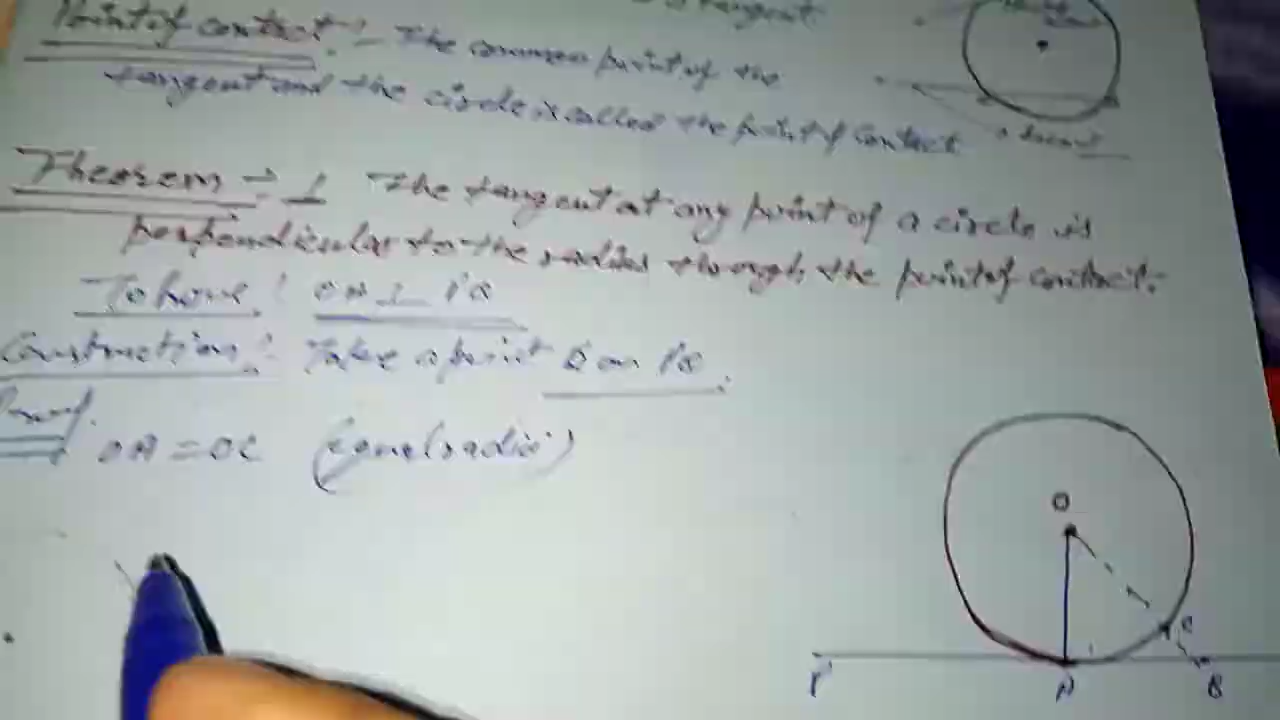 a tangent
Point of contact :- The common point of the
tangent and the circle is called the point of contact
Theorem :- 1 The tangent at any point of a circle is
perpendicular to the radius through the point of contact.
OA ⊥ PQ
Construction : Take a point B on PQ.
Proof.
OA = OC (Equal radii)
O
C
P A B